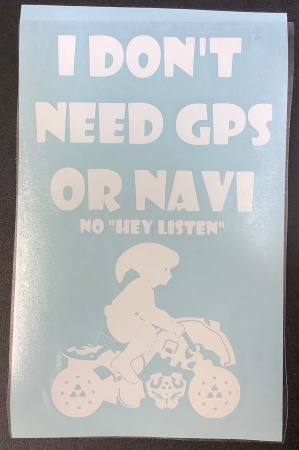 I DON'T
NEED GPS
OR NAVI
NO "HEY LISTEN"